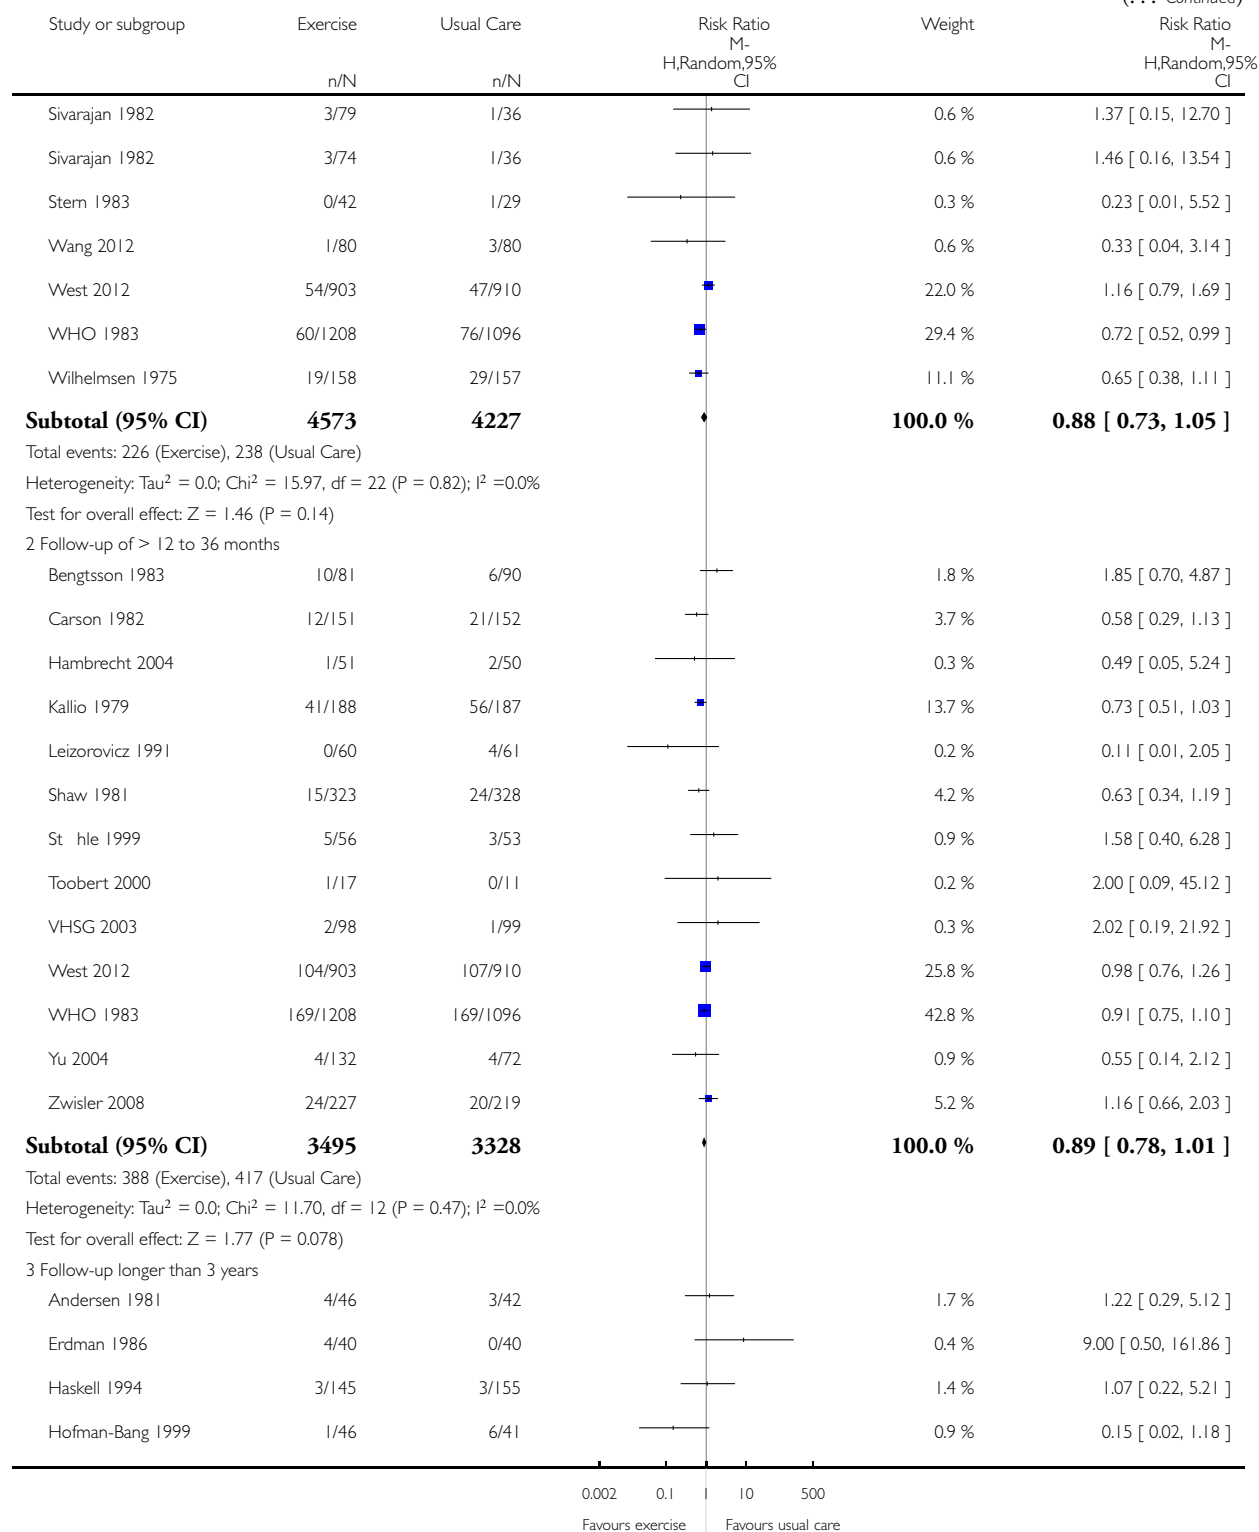 (. . . Continued)
Study or subgroup Exercise Usual Care Risk Ratio Weight Risk Ratio
M- M-
H,Random,95% H,Random,95%
n/N n/N CI CI
Sivarajan 1982 3/79 1/36 0.6 % 1.37 [ 0.15, 12.70 ]
Sivarajan 1982 3/74 1/36 0.6 % 1.46 [ 0.16, 13.54 ]
Stern 1983 0/42 1/29 0.3 % 0.23 [ 0.01, 5.52 ]
Wang 2012 1/80 3/80 0.6 % 0.33 [ 0.04, 3.14 ]
West 2012 54/903 47/910 22.0 % 1.16 [ 0.79, 1.69 ]
WHO 1983 60/1208 76/1096 29.4 % 0.72 [ 0.52, 0.99 ]
Wilhelmsen 1975 19/158 29/157 11.1 % 0.65 [ 0.38, 1.11 ]
Subtotal (95% CI) 4573 4227 100.0 % 0.88 [ 0.73, 1.05 ]
Total events: 226 (Exercise), 238 (Usual Care)
Heterogeneity: Tau² = 0.0; Chi² = 15.97, df = 22 (P = 0.82); I² =0.0%
Test for overall effect: Z = 1.46 (P = 0.14)
2 Follow-up of > 12 to 36 months
Bengtsson 1983 10/81 6/90 1.8 % 1.85 [ 0.70, 4.87 ]
Carson 1982 12/151 21/152 3.7 % 0.58 [ 0.29, 1.13 ]
Hambrecht 2004 1/51 2/50 0.3 % 0.49 [ 0.05, 5.24 ]
Kallio 1979 41/188 56/187 13.7 % 0.73 [ 0.51, 1.03 ]
Leizorovicz 1991 0/60 4/61 0.2 % 0.11 [ 0.01, 2.05 ]
Shaw 1981 15/323 24/328 4.2 % 0.63 [ 0.34, 1.19 ]
St hle 1999 5/56 3/53 0.9 % 1.58 [ 0.40, 6.28 ]
Toobert 2000 1/17 0/11 0.2 % 2.00 [ 0.09, 45.12 ]
VHSG 2003 2/98 1/99 0.3 % 2.02 [ 0.19, 21.92 ]
West 2012 104/903 107/910 25.8 % 0.98 [ 0.76, 1.26 ]
WHO 1983 169/1208 169/1096 42.8 % 0.91 [ 0.75, 1.10 ]
Yu 2004 4/132 4/72 0.9 % 0.55 [ 0.14, 2.12 ]
Zwisler 2008 24/227 20/219 5.2 % 1.16 [ 0.66, 2.03 ]
Subtotal (95% CI) 3495 3328 100.0 % 0.89 [ 0.78, 1.01 ]
Total events: 388 (Exercise), 417 (Usual Care)
Heterogeneity: Tau² = 0.0; Chi² = 11.70, df = 12 (P = 0.47); I² =0.0%
Test for overall effect: Z = 1.77 (P = 0.078)
3 Follow-up longer than 3 years
Andersen 1981 4/46 3/42 1.7 % 1.22 [ 0.29, 5.12 ]
Erdman 1986 4/40 0/40 0.4 % 9.00 [ 0.50, 161.86 ]
Haskell 1994 3/145 3/155 1.4 % 1.07 [ 0.22, 5.21 ]
Hofman-Bang 1999 1/46 6/41 0.9 % 0.15 [ 0.02, 1.18 ]
0.002 0.1 1 10 500
Favours exercise Favours usual care